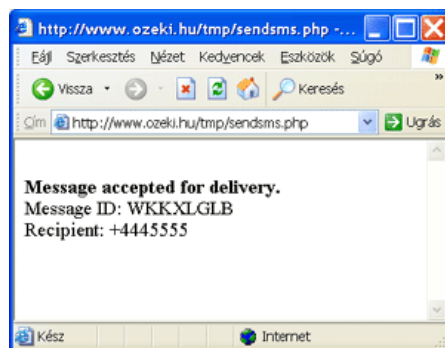 http://www.ozeki.hu/tmp/sendsms.php -...
Fájl Szerkesztés Nézet Kedvencek Eszközök Súgó
Vissza Keresés »
Cím http://www.ozeki.hu/tmp/sendsms.php Ugrás
Message accepted for delivery.
Message ID: WKKXLGLB
Recipient: +4445555
Kész Internet